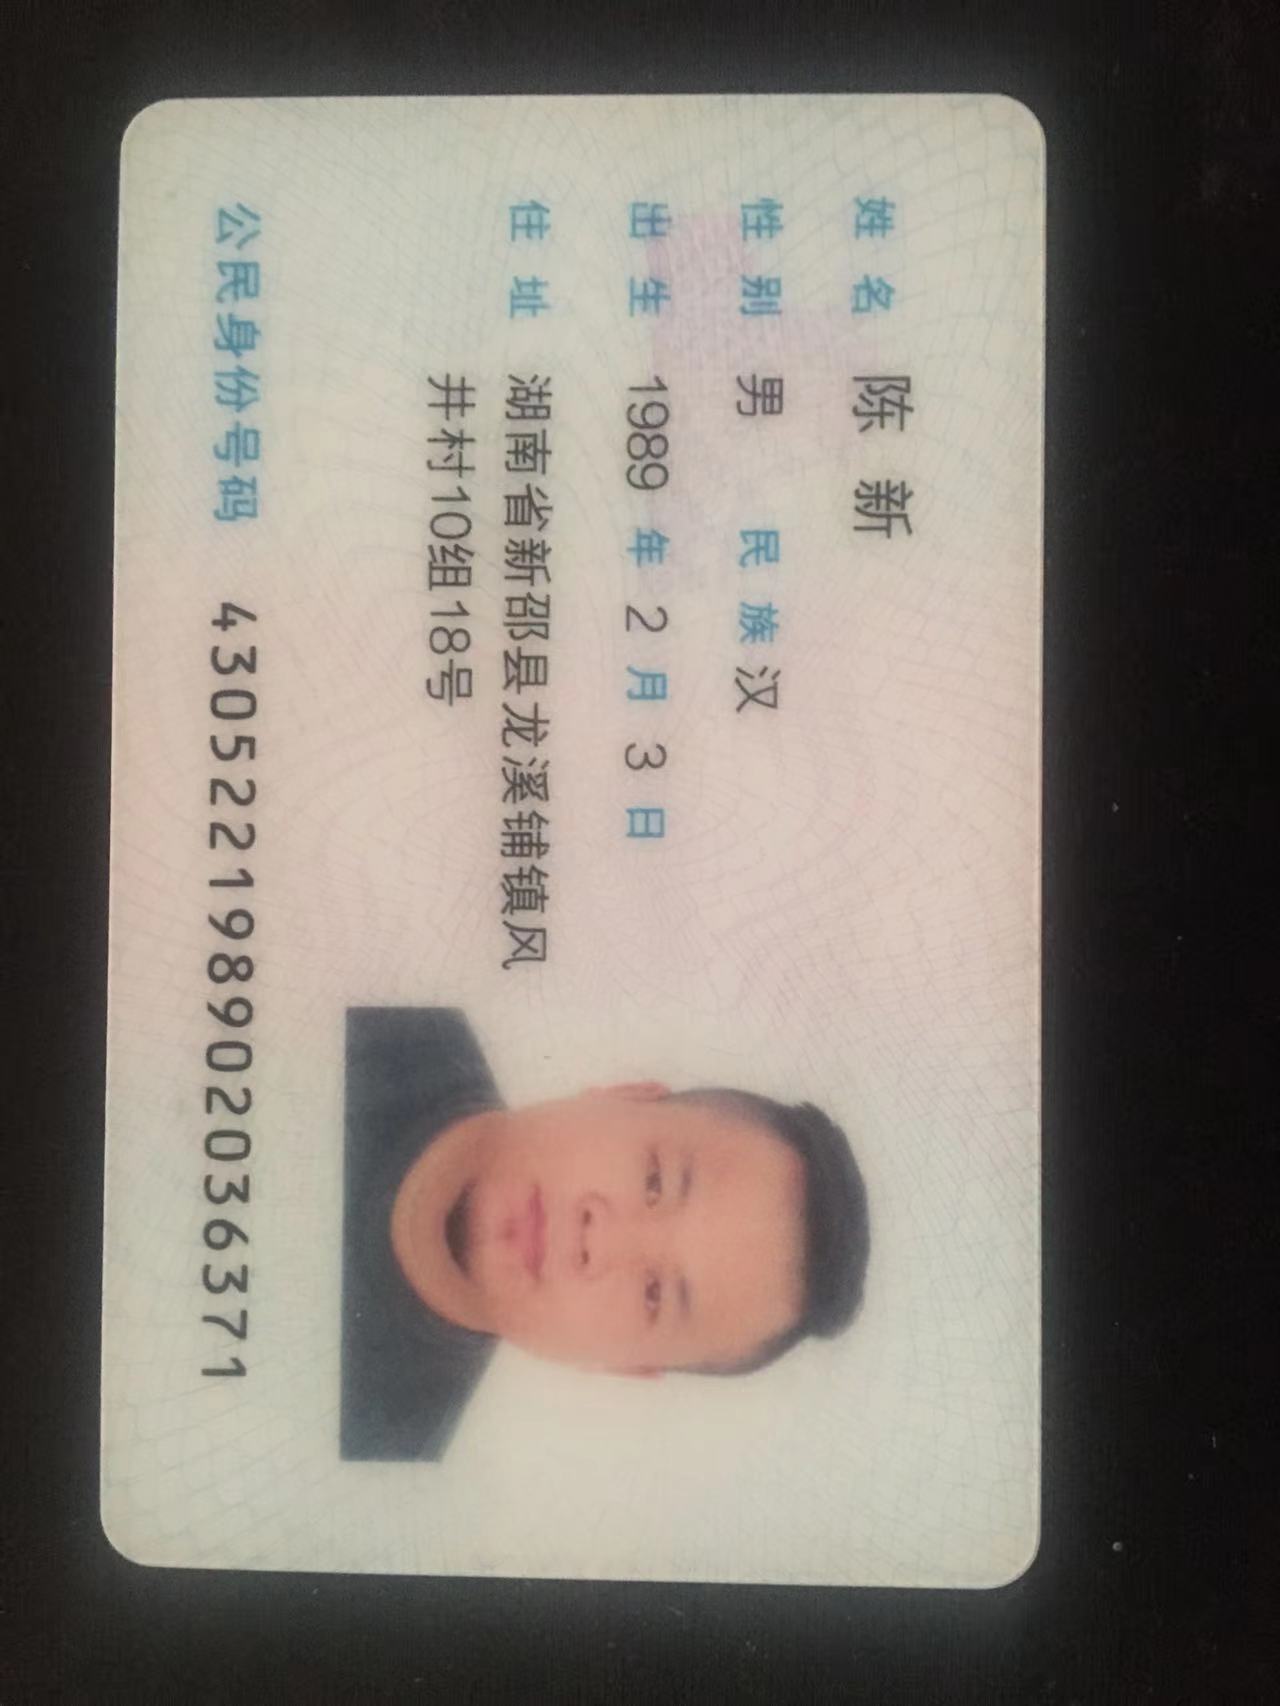 姓名 陈新
性别 男 民族 汉
出生 1989 年 2 月 3 日
住址 湖南省新邵县龙溪铺镇风
井村10组18号
公民身份号码 430522198902036371